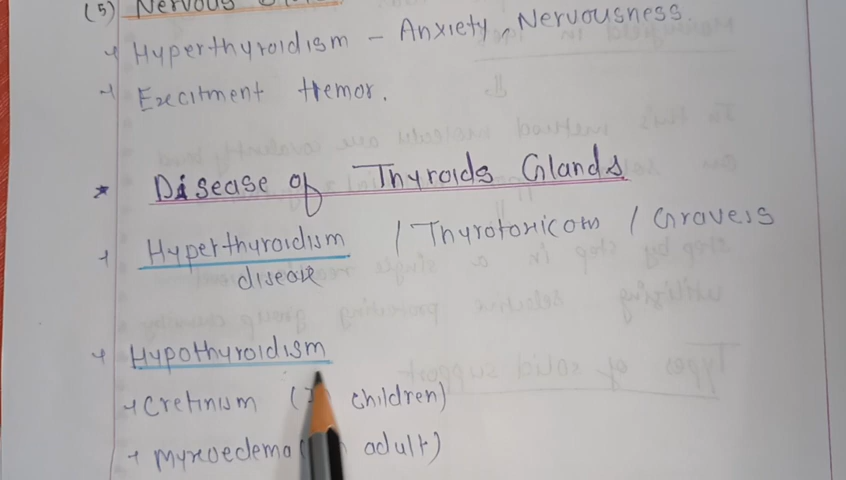 (5) Nervous
→ Hyperthyroidism - Anxiety, Nervousness
→ Excitment tremor.
* Disease of Thyroids Glands
→ Hyperthyroidism / Thyrotoxicom / Graves's
disease
→ Hypothyroidism
→ Cretinism ( children)
→ Myxoedema ( adult)